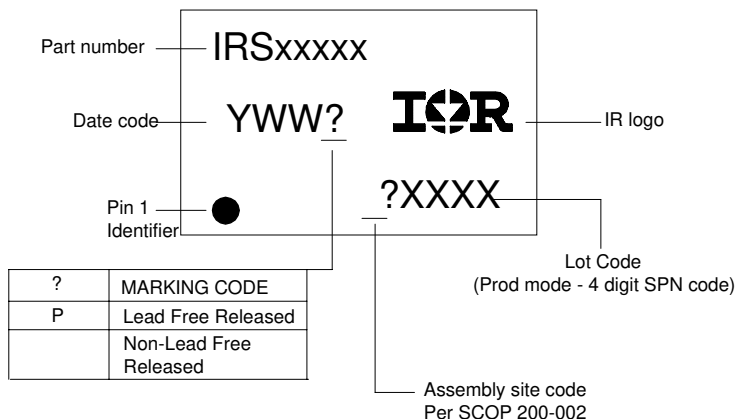 Part number
IRSxxxxx
Date code
YWW?
IOR
IR logo
?XXXX
Pin 1
Identifier
Lot Code
(Prod mode - 4 digit SPN code)
? MARKING CODE
P Lead Free Released
Non-Lead Free
Released
Assembly site code
Per SCOP 200-002